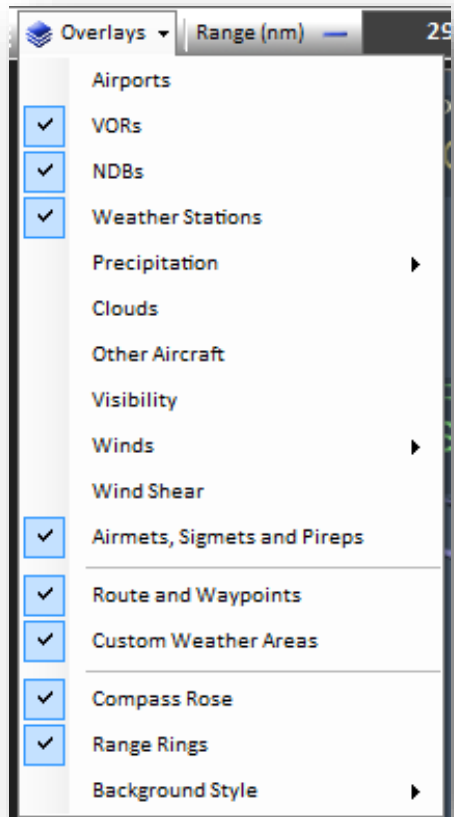 Overlays Range (nm) 29
Airports
VORs
NDBs
Weather Stations
Precipitation
Clouds
Other Aircraft
Visibility
Winds
Wind Shear
Airmets, Sigmets and Pireps
Route and Waypoints
Custom Weather Areas
Compass Rose
Range Rings
Background Style